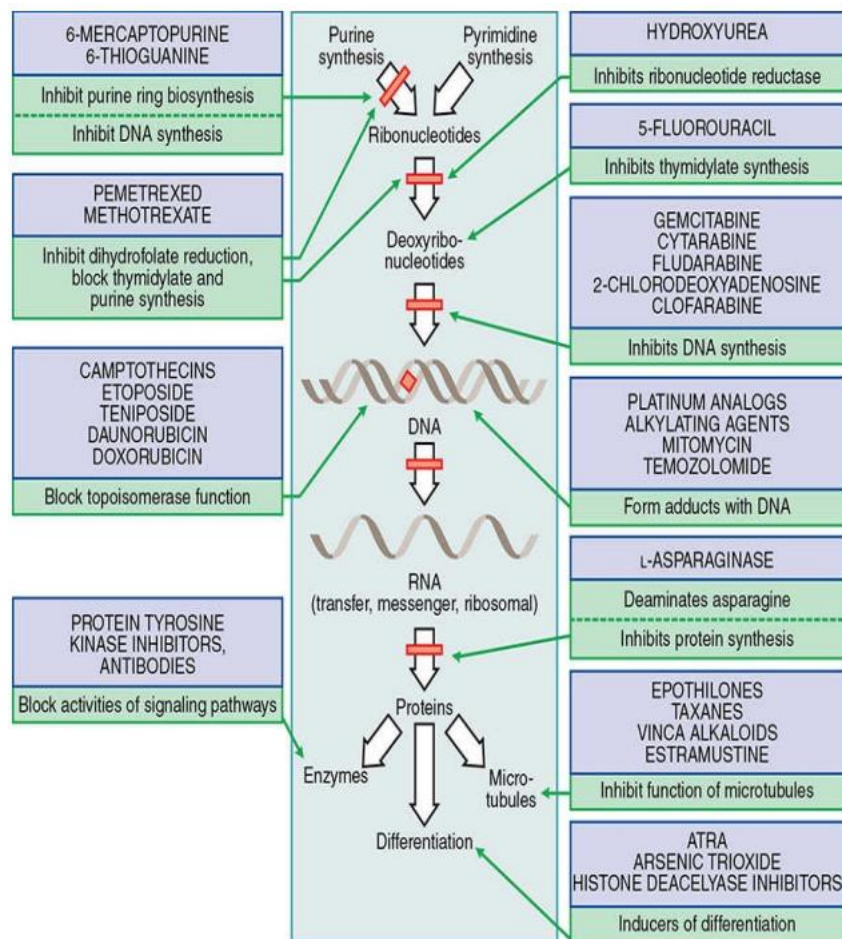 6-MERCAPTOPURINE
6-THIOGUANINE
Inhibit purine ring biosynthesis
Inhibit DNA synthesis
PEMETREXED
METHOTREXATE
Inhibit dihydrofolate reduction,
block thymidylate and
purine synthesis
CAMPTOTHECINS
ETOPOSIDE
TENIPOSIDE
DAUNORUBICIN
DOXORUBICIN
Block topoisomerase function
PROTEIN TYROSINE
KINASE INHIBITORS,
ANTIBODIES
Block activities of signaling pathways
Purine
synthesis
Pyrimidine
synthesis
Ribonucleotides
Deoxyribo-
nucleotides
DNA
RNA
(transfer, messenger, ribosomal)
Proteins
Enzymes
Micro-
tubules
Differentiation
HYDROXYUREA
Inhibits ribonucleotide reductase
5-FLUOROURACIL
Inhibits thymidylate synthesis
GEMCITABINE
CYTARABINE
FLUDARABINE
2-CHLORODEOXYADENOSINE
CLOFARABINE
Inhibits DNA synthesis
PLATINUM ANALOGS
ALKYLATING AGENTS
MITOMYCIN
TEMOZOLOMIDE
Form adducts with DNA
L-ASPARAGINASE
Deaminates asparagine
Inhibits protein synthesis
EPOTHILONES
TAXANES
VINCA ALKALOIDS
ESTRAMUSTINE
Inhibit function of microtubules
ATRA
ARSENIC TRIOXIDE
HISTONE DEACELYASE INHIBITORS
Inducers of differentiation